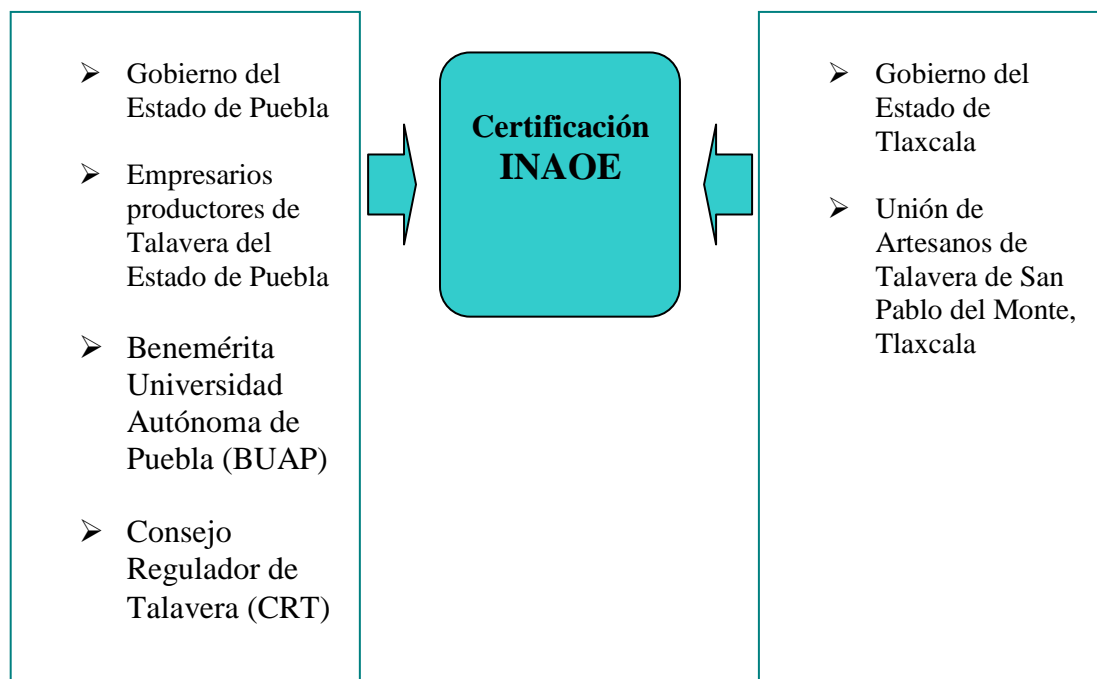 ➢ Gobierno del
Estado de Puebla
➢ Empresarios
productores de
Talavera del
Estado de Puebla
➢ Benemérita
Universidad
Autónoma de
Puebla (BUAP)
➢ Consejo
Regulador de
Talavera (CRT)
Certificación
INAOE
➢ Gobierno del
Estado de
Tlaxcala
➢ Unión de
Artesanos de
Talavera de San
Pablo del Monte,
Tlaxcala